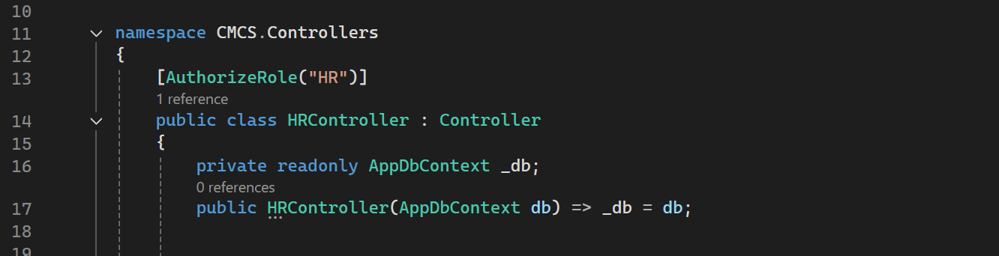 10
11 namespace CMCS.Controllers
12 {
13 [AuthorizeRole("HR")]
1 reference
14 public class HRController : Controller
15 {
16 private readonly AppDbContext _db;
0 references
17 public HRController(AppDbContext db) => _db = db;
18
19